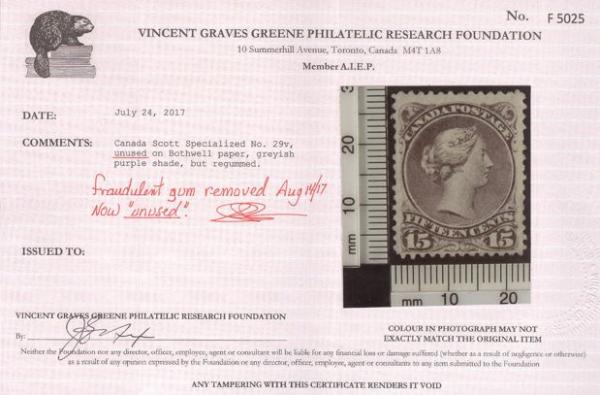 No. F 5025
VINCENT GRAVES GREENE PHILATELIC RESEARCH FOUNDATION
10 Summerhill Avenue, Toronto, Canada M4T 1A8
Member A.I.E.P.
DATE: July 24, 2017
COMMENTS: Canada Scott Specialized No. 29v,
unused on Bothwell paper, greyish
purple shade, but regummed.
Fraudulent gum removed Aug 14/17
Now "unused".
ISSUED TO:
CANADA POSTAGE
FIFTEEN CENTS
15 15
20
10
mm
mm 10 20
VINCENT GRAVES GREENE PHILATELIC RESEARCH FOUNDATION
By:
COLOUR IN PHOTOGRAPH MAY NOT
EXACTLY MATCH THE ORIGINAL ITEM
Neither the Foundation nor any director, officer, employee, agent or consultant will be liable for any financial loss or damage suffered (whether as a result of negligence or otherwise)
as a result of any opinion expressed by the Foundation or any director, officer, employee, agent or consultants to any item submitted to the Foundation
ANY TAMPERING WITH THIS CERTIFICATE RENDERS IT VOID